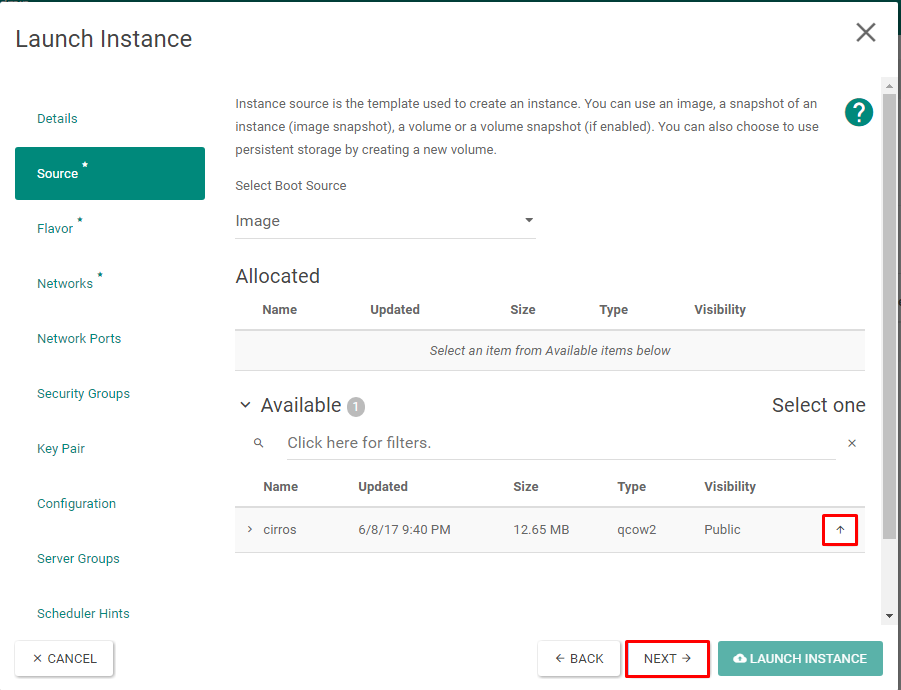 Launch Instance
Details
Source *
Flavor *
Networks *
Network Ports
Security Groups
Key Pair
Configuration
Server Groups
Scheduler Hints
Instance source is the template used to create an instance. You can use an image, a snapshot of an
instance (image snapshot), a volume or a volume snapshot (if enabled). You can also choose to use
persistent storage by creating a new volume.
?
Select Boot Source
Image
Allocated
Name Updated Size Type Visibility
Select an item from Available items below
Available 1 Select one
Click here for filters.
Name Updated Size Type Visibility
cirros 6/8/17 9:40 PM 12.65 MB qcow2 Public
CANCEL
BACK
NEXT
LAUNCH INSTANCE